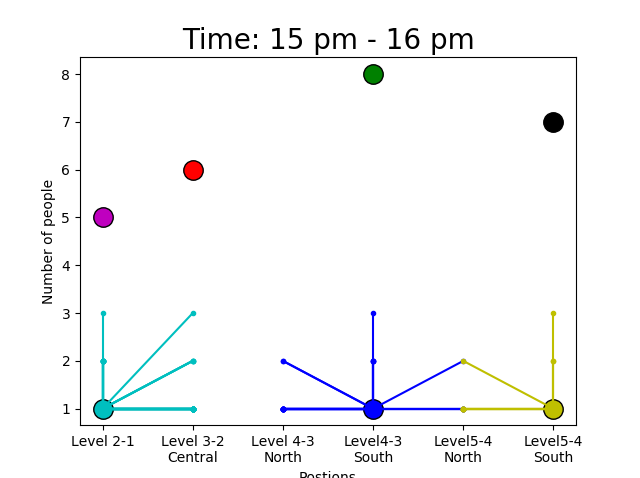 Time: 15 pm - 16 pm
Number of people
8
7
6
5
4
3
2
1
Level 2-1
Level 3-2
Central
Level 4-3
North
Level4-3
South
Level5-4
North
Level5-4
South
Postions